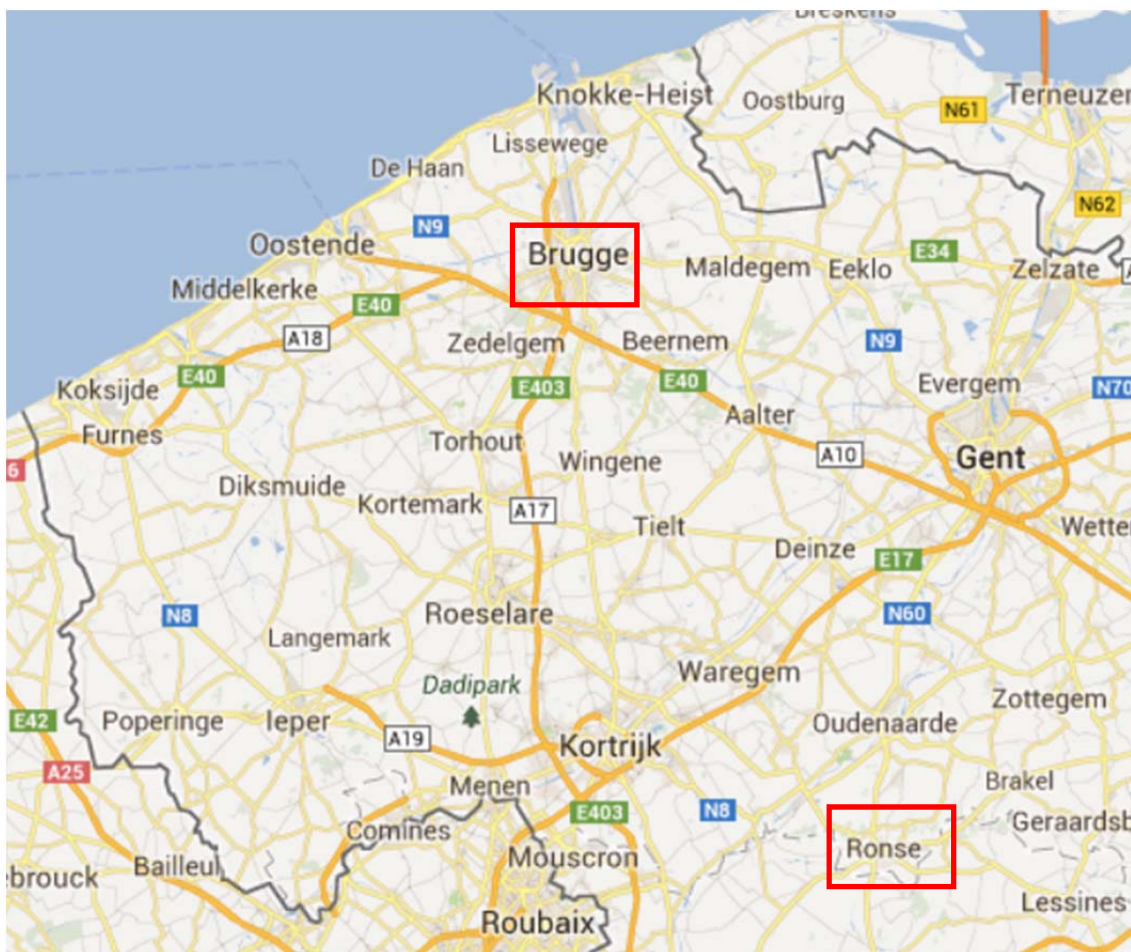 Breskens
Knokke-Heist
Oostburg
N61
Terneuzen
Lissewege
De Haan
N9
N62
Oostende
Brugge
Maldegem
Eeklo
E34
Zelzate
A
Middelkerke
E40
A18
Zedelgem
Beernem
N9
Koksijde
E40
E403
E40
Evergem
N70
Aalter
Furnes
Torhout
Wingene
A10
Gent
6
Diksmuide
Kortemark
A17
Tielt
Wetter
Deinze
E17
N8
Roeselare
N60
Langemark
Waregem
Dadipark
Zottegem
E42
Poperinge
Ieper
A19
Kortrijk
Oudenaarde
A25
Menen
E403
N8
Brakel
Comines
Geraardsb
Bailleul
Mouscron
Ronse
ebrouck
Roubaix
Lessines